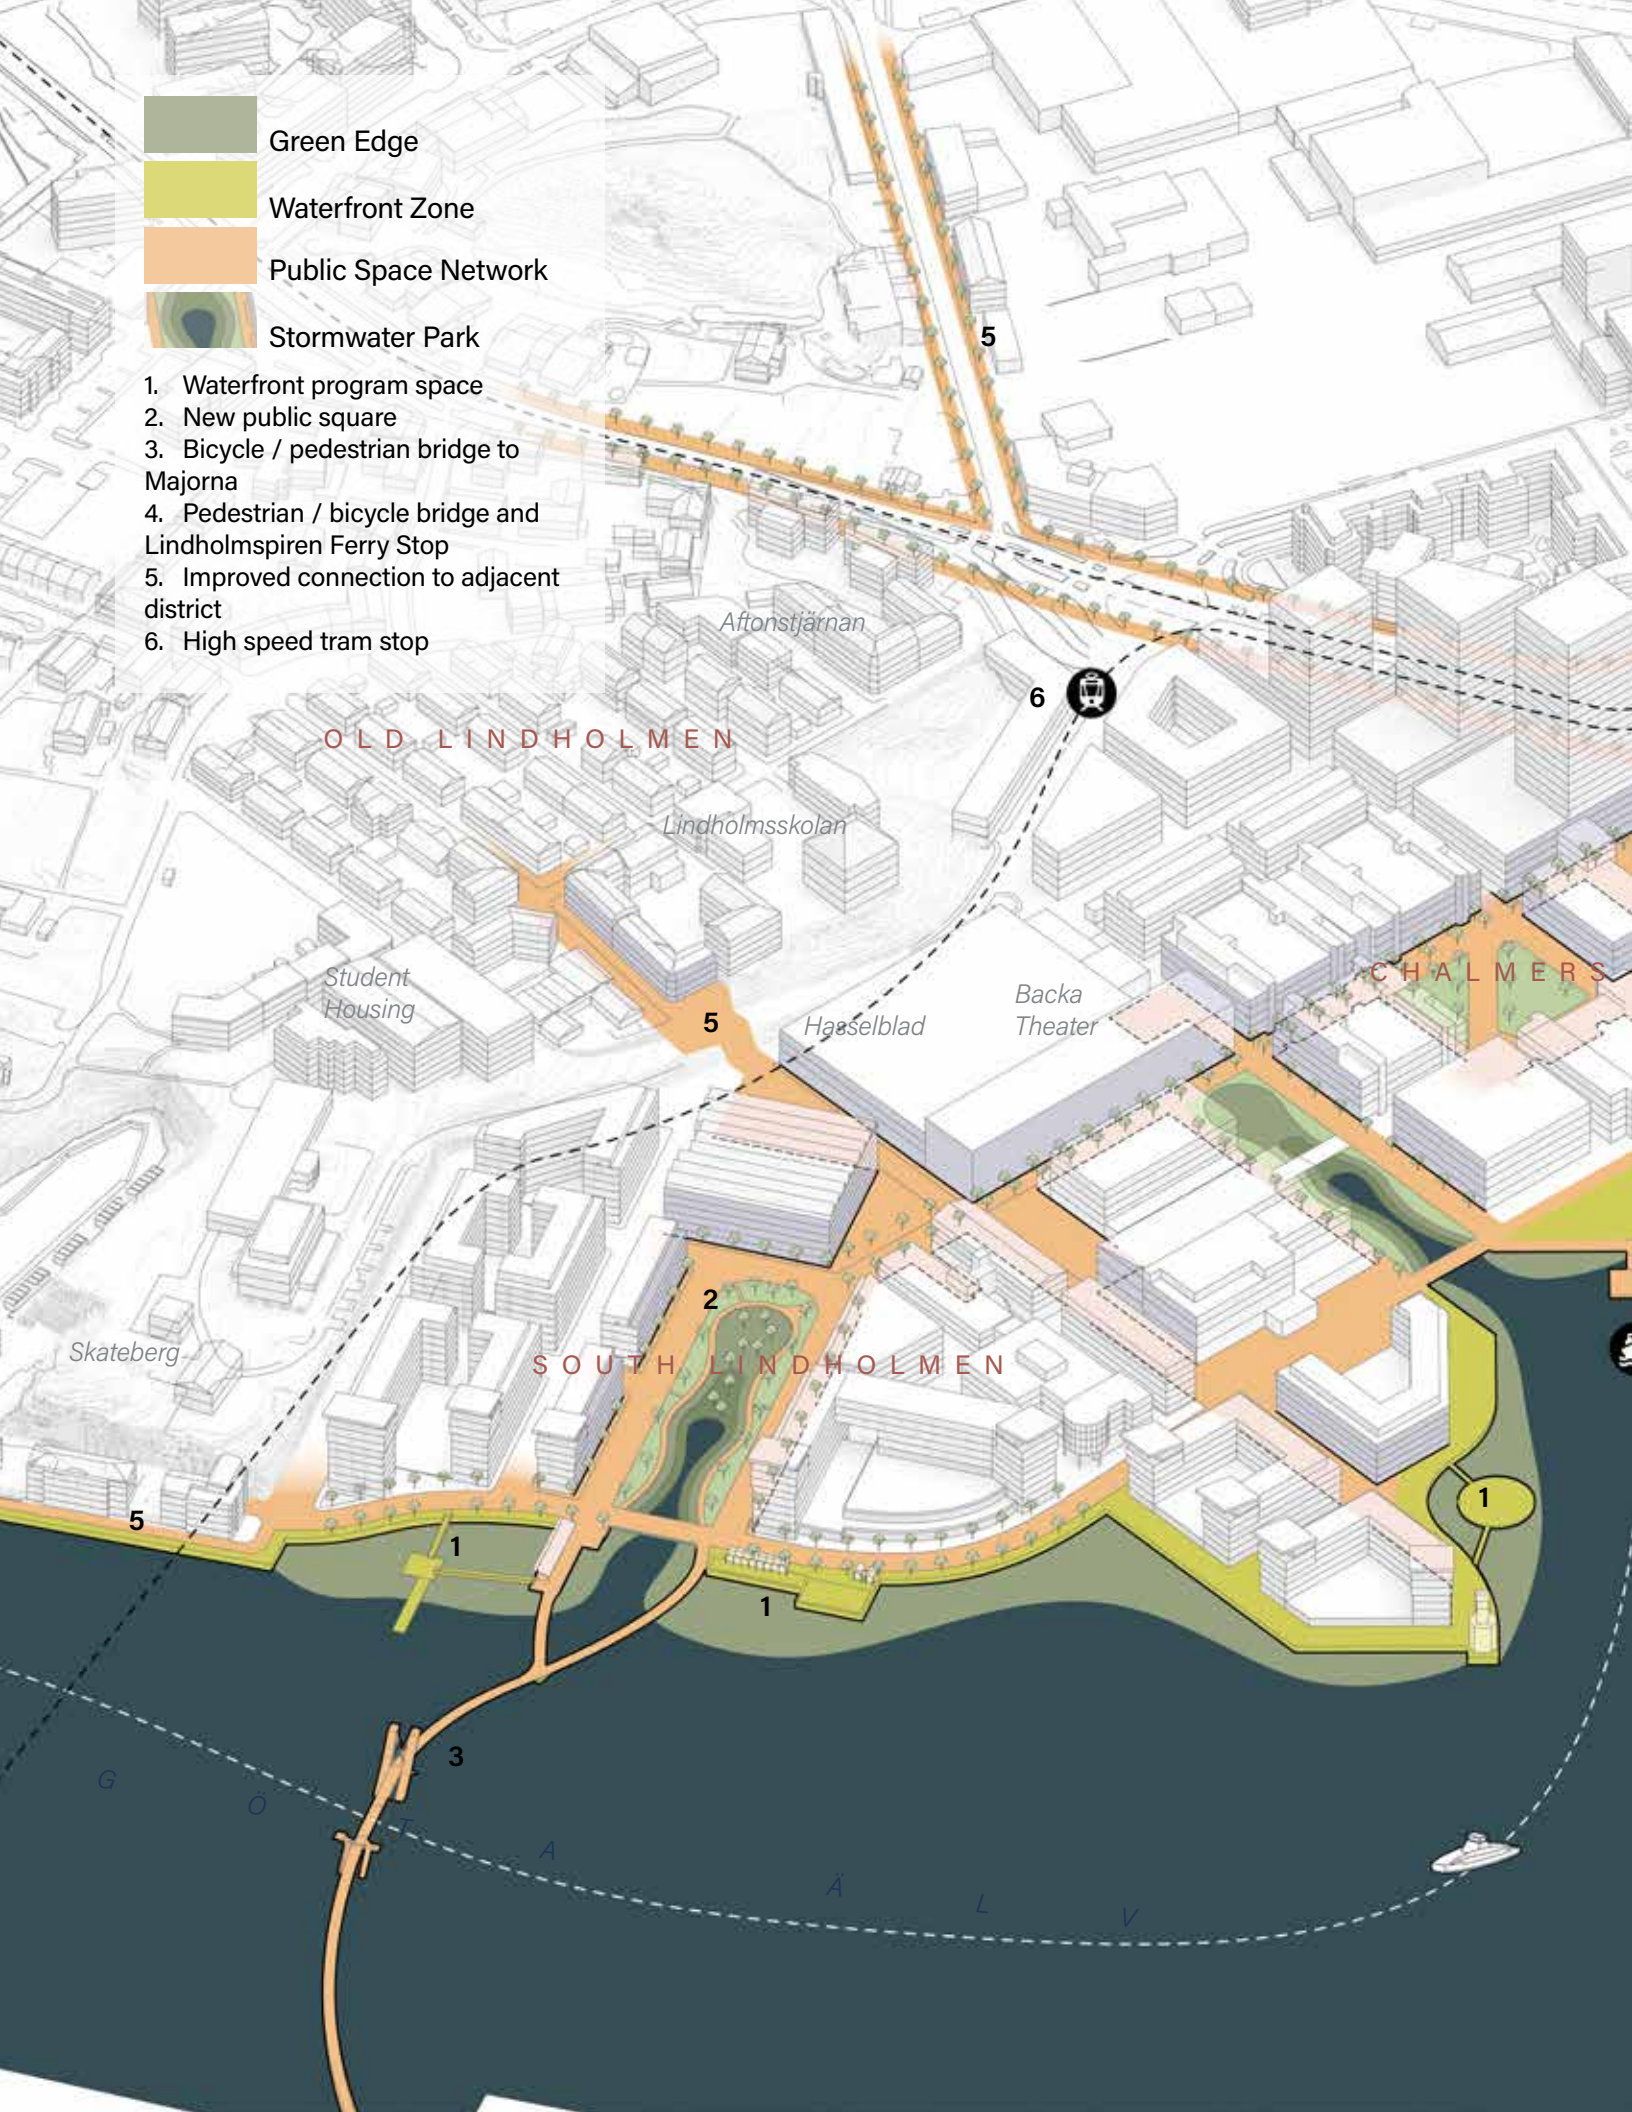 Green Edge
Waterfront Zone
Public Space Network
Stormwater Park
1. Waterfront program space
2. New public square
3. Bicycle / pedestrian bridge to
Majorna
4. Pedestrian / bicycle bridge and
Lindholmspiren Ferry Stop
5. Improved connection to adjacent
district
6. High speed tram stop
5
Aftonstjärnan
6
OLD LINDHOLMEN
Lindholmsskolan
CHALMERS
Student
Housing
Backa
Theater
Hasselblad
5
2
Skateberg
SOUTH LINDHOLMEN
1
5
1
1
3
GÖTA ÄLV